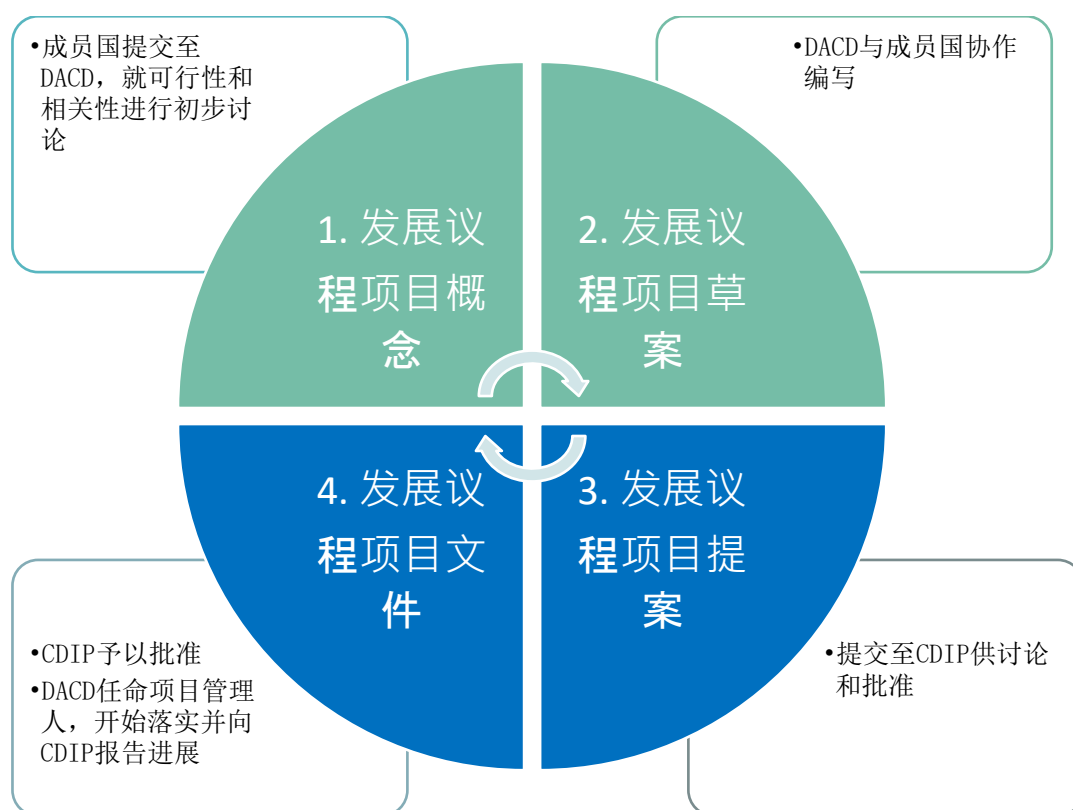 •成员国提交至
DACD，就可行性和
相关性进行初步讨
论
•DACD与成员国协作
编写
1. 发展议
程项目概
念
2. 发展议
程项目草
案
4. 发展议
程项目文
件
3. 发展议
程项目提
案
•CDIP予以批准
•DACD任命项目管理
人，开始落实并向
CDIP报告进展
•提交至CDIP供讨论
和批准